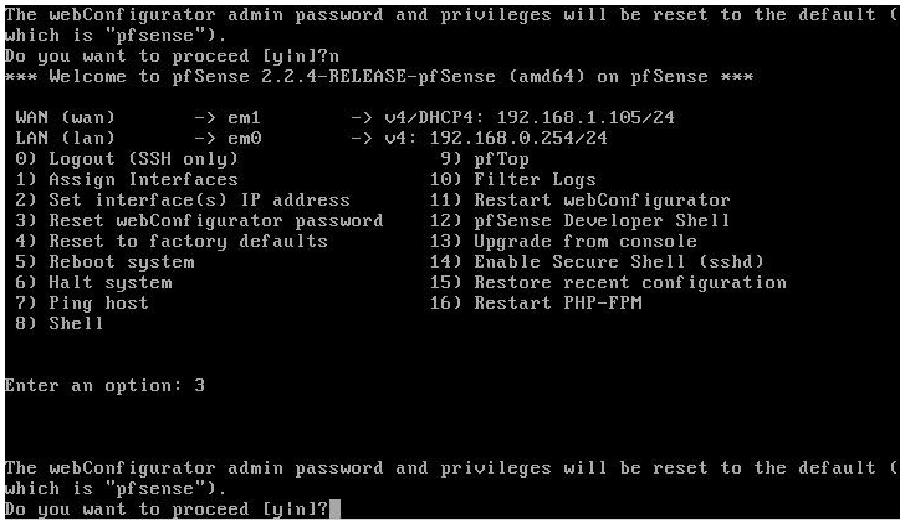 The webConfigurator admin password and privileges will be reset to the default (
which is "pfsense").
Do you want to proceed [y|n]?n
*** Welcome to pfSense 2.2.4-RELEASE-pfSense (amd64) on pfSense ***
WAN (wan) -> em1 -> v4/DHCP4: 192.168.1.105/24
LAN (lan) -> em0 -> v4: 192.168.0.254/24
0) Logout (SSH only) 9) pfTop
1) Assign Interfaces 10) Filter Logs
2) Set interface(s) IP address 11) Restart webConfigurator
3) Reset webConfigurator password 12) pfSense Developer Shell
4) Reset to factory defaults 13) Upgrade from console
5) Reboot system 14) Enable Secure Shell (sshd)
6) Halt system 15) Restore recent configuration
7) Ping host 16) Restart PHP-FPM
8) Shell
Enter an option: 3
The webConfigurator admin password and privileges will be reset to the default (
which is "pfsense").
Do you want to proceed [y|n]?